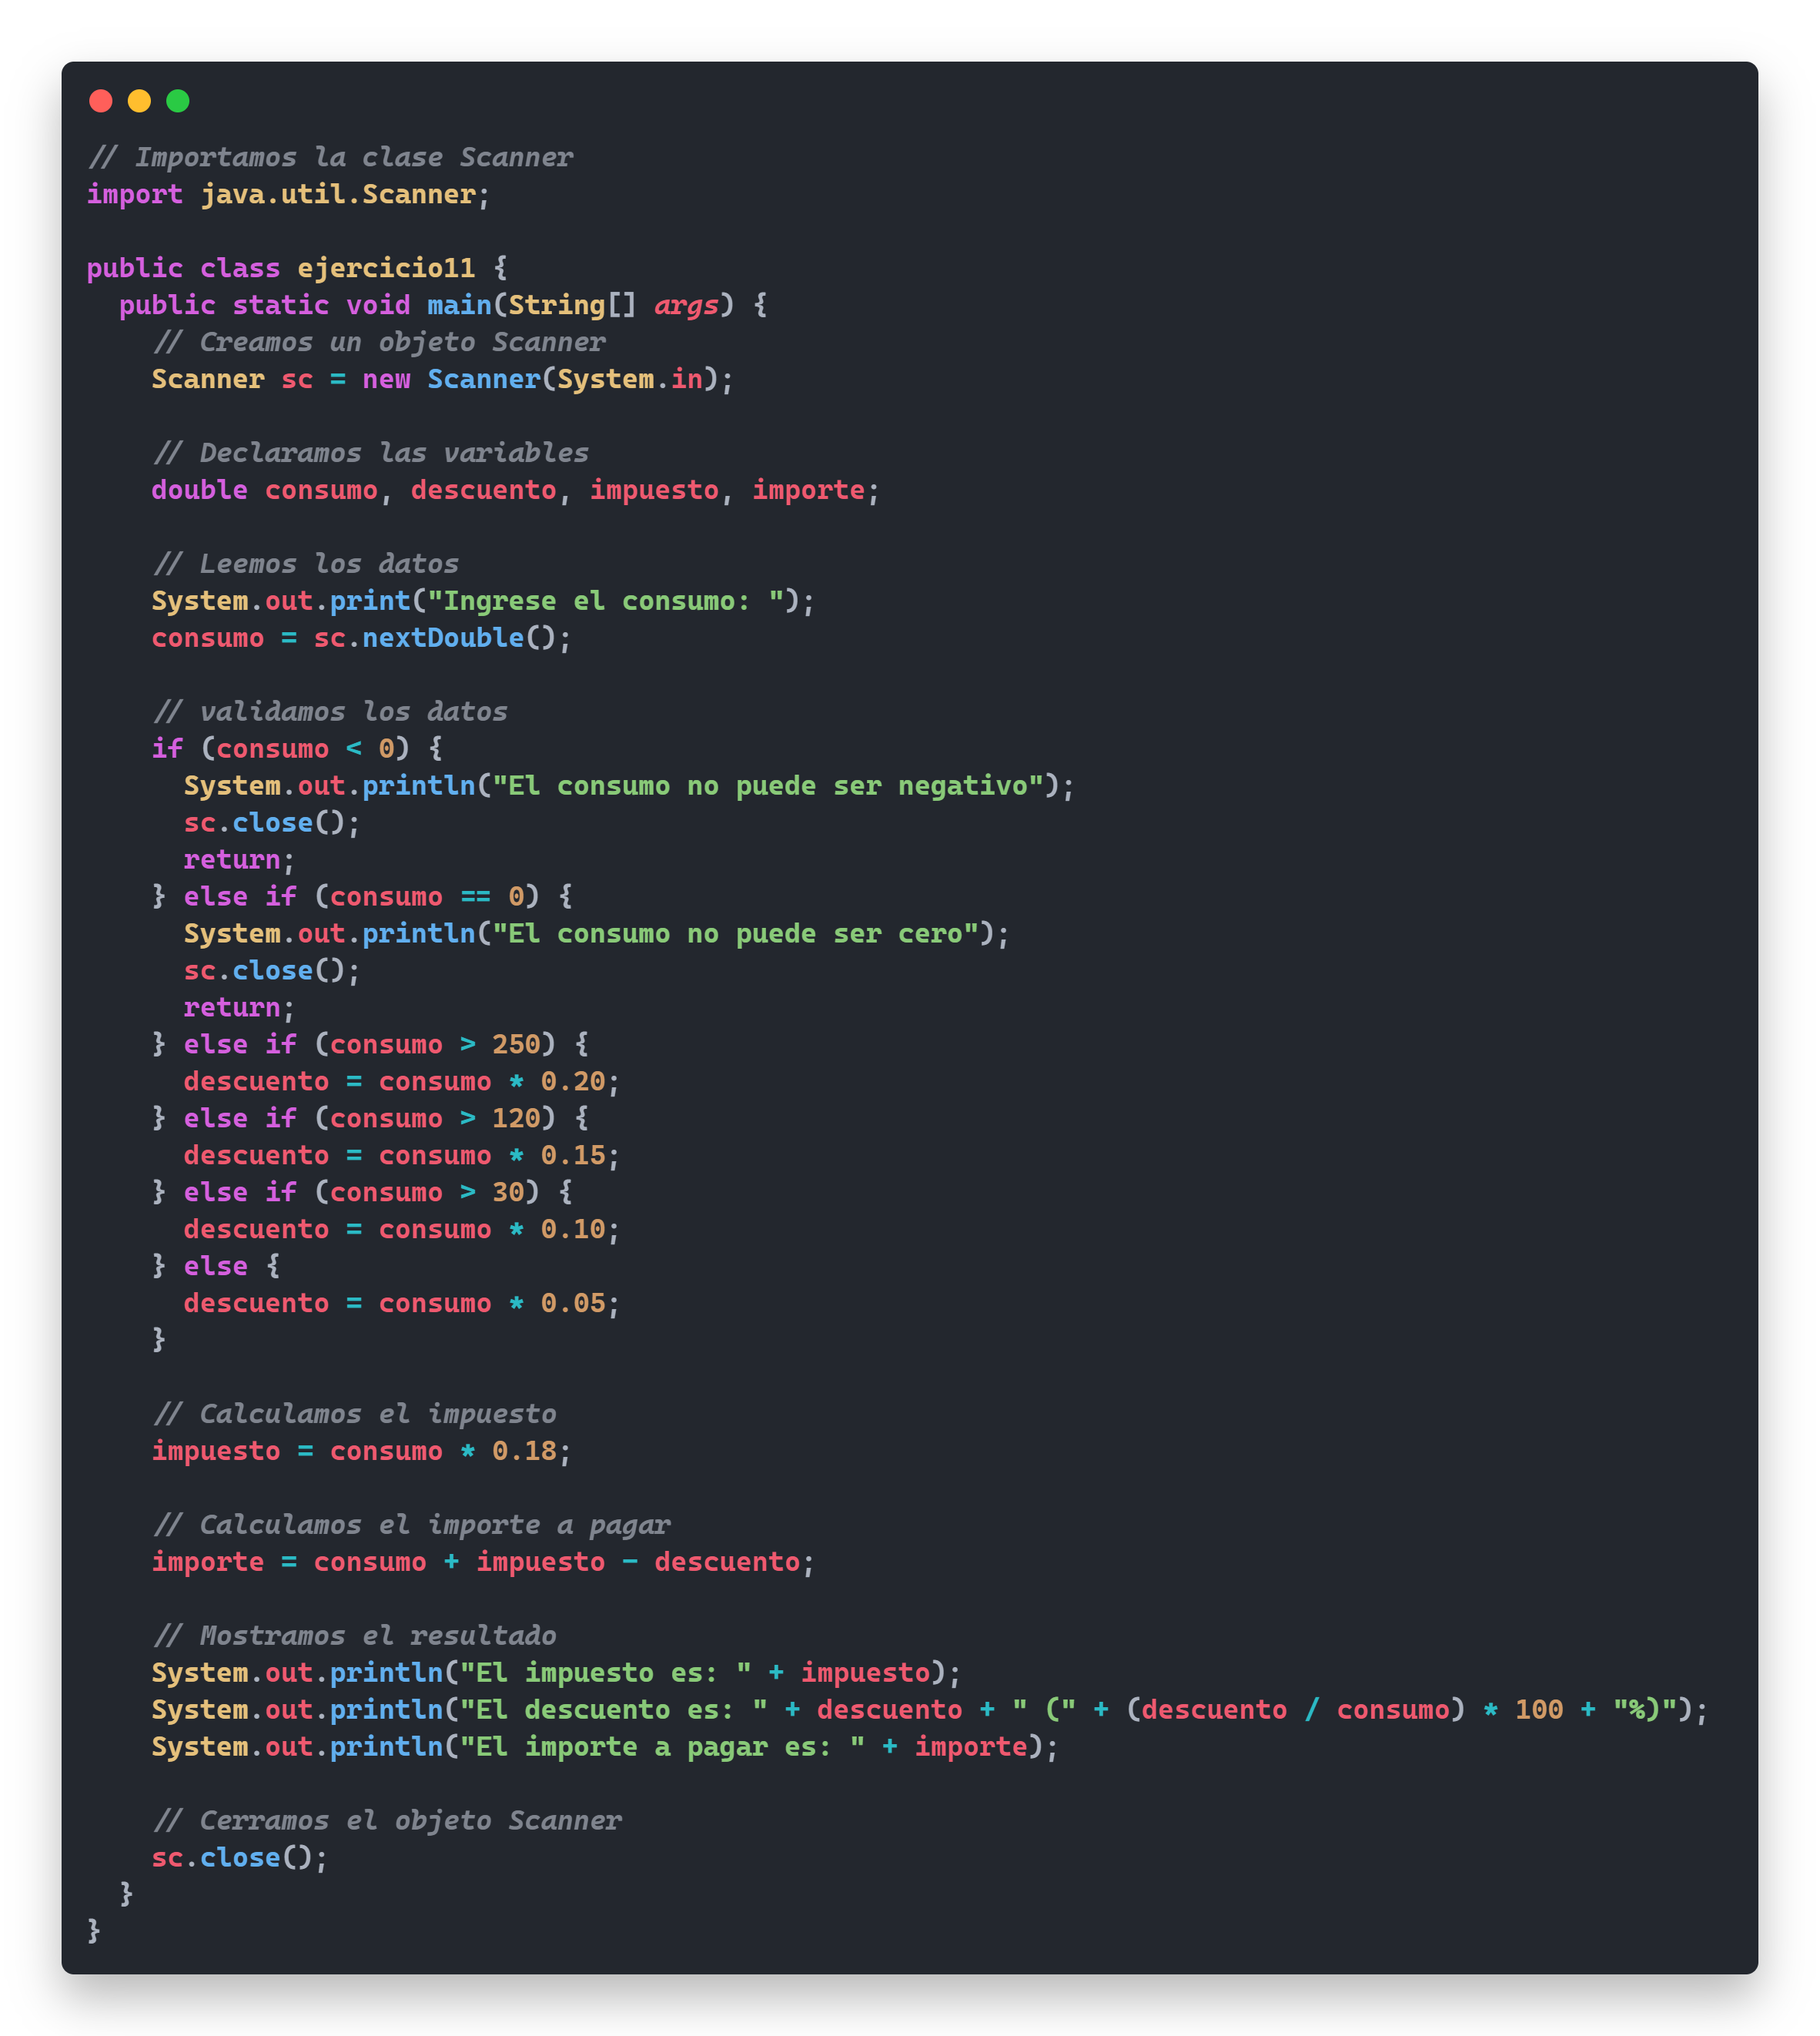 // Importamos la clase Scanner
import java.util.Scanner;

public class ejercicio11 {
  public static void main(String[] args) {
    // Creamos un objeto Scanner
    Scanner sc = new Scanner(System.in);

    // Declaramos las variables
    double consumo, descuento, impuesto, importe;

    // Leemos los datos
    System.out.print("Ingrese el consumo: ");
    consumo = sc.nextDouble();

    // validamos los datos
    if (consumo < 0) {
      System.out.println("El consumo no puede ser negativo");
      sc.close();
      return;
    } else if (consumo == 0) {
      System.out.println("El consumo no puede ser cero");
      sc.close();
      return;
    } else if (consumo > 250) {
      descuento = consumo * 0.20;
    } else if (consumo > 120) {
      descuento = consumo * 0.15;
    } else if (consumo > 30) {
      descuento = consumo * 0.10;
    } else {
      descuento = consumo * 0.05;
    }

    // Calculamos el impuesto
    impuesto = consumo * 0.18;

    // Calculamos el importe a pagar
    importe = consumo + impuesto - descuento;

    // Mostramos el resultado
    System.out.println("El impuesto es: " + impuesto);
    System.out.println("El descuento es: " + descuento + " (" + (descuento / consumo) * 100 + "%)");
    System.out.println("El importe a pagar es: " + importe);

    // Cerramos el objeto Scanner
    sc.close();
  }
}